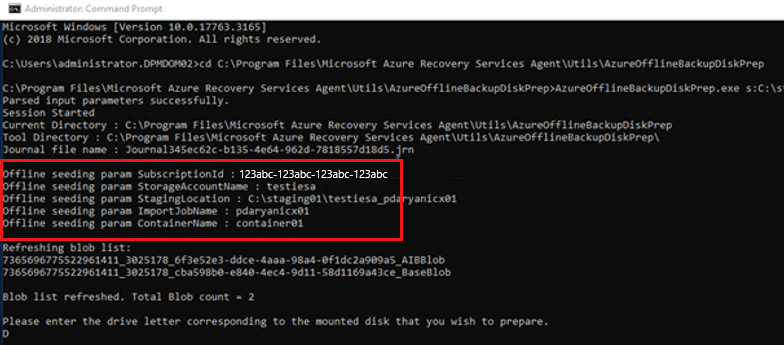 Administrator: Command Prompt
Microsoft Windows [Version 10.0.17763.3165]
(c) 2018 Microsoft Corporation. All rights reserved.
C:\Users\administrator.DPMDOM02>cd C:\Program Files\Microsoft Azure Recovery Services Agent\Utils\AzureOfflineBackupDiskPrep
C:\Program Files\Microsoft Azure Recovery Services Agent\Utils\AzureOfflineBackupDiskPrep>AzureOfflineBackupDiskPrep.exe s:C:\st
Parsed input parameters successfully.
Session Started
Current Directory : C:\Program Files\Microsoft Azure Recovery Services Agent\Utils\AzureOfflineBackupDiskPrep
Tool Directory : C:\Program Files\Microsoft Azure Recovery Services Agent\Utils\AzureOfflineBackupDiskPrep\
Journal file name : Journal345ec62c-b135-4e64-962d-7818557d18d5.jrn
Offline seeding param SubscriptionId : 123abc-123abc-123abc-123abc
Offline seeding param StorageAccountName : testiesa
Offline seeding param StagingLocation : C:\staging01\testiesa_pdaryanicx01
Offline seeding param ImportJobName : pdaryanicx01
Offline seeding param ContainerName : container01
Refreshing blob list:
7365696775522961411_3025178_6f3e52e3-ddce-4aaa-98a4-0f1dc2a909a5_AIBBlob
7365696775522961411_3025178_cba598b0-e840-4ec4-9d11-58d1169a43ce_BaseBlob
Blob list refreshed. Total Blob count = 2
Please enter the drive letter corresponding to the mounted disk that you wish to prepare.
D